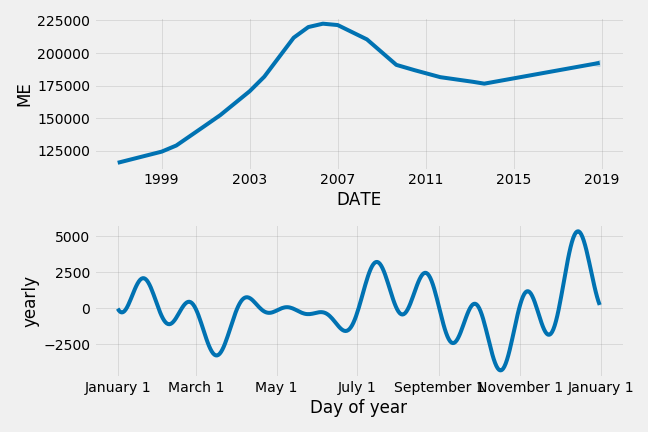 225000
200000
175000
150000
125000
ME
1999 2003 2007 2011 2015 2019
DATE
5000
2500
0
−2500
yearly
January 1 March 1 May 1 July 1 September 1 November 1 January 1
Day of year